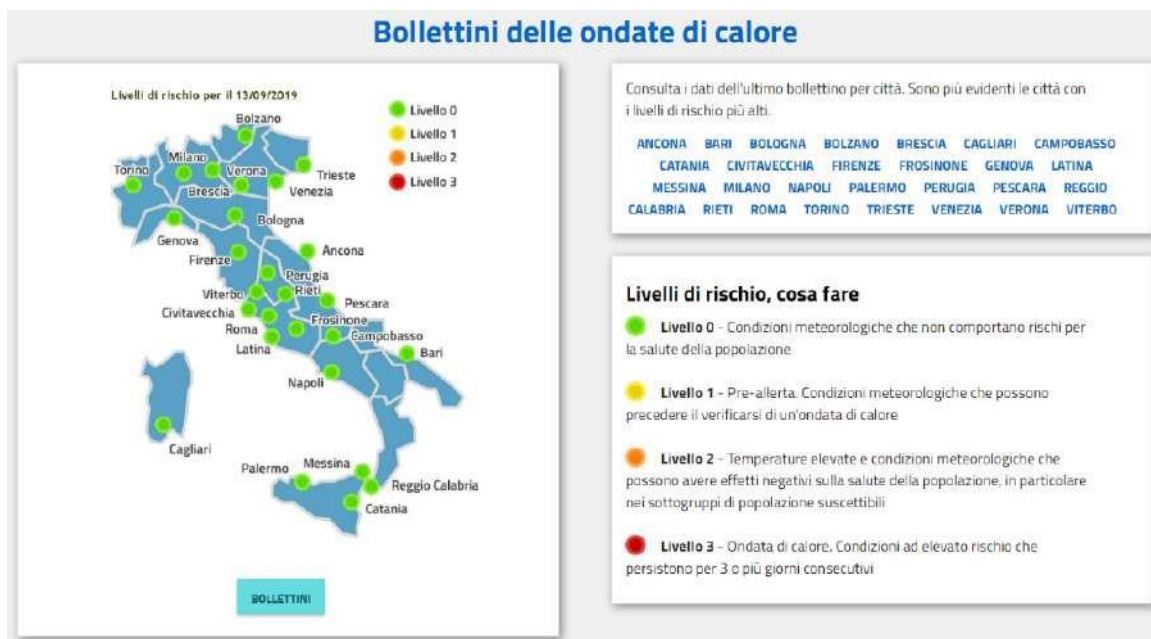 Bollettini delle ondate di calore
Livelli di rischio per il 13/09/2019
Livello 0
Livello 1
Livello 2
Livello 3
Bolzano
Milano
Verona
Trieste
Torino
Brescia
Venezia
Bologna
Genova
Firenze
Ancona
Perugia
Viterbo
Rieti
Pescara
Civitavecchia
Frosinone
Roma
Campobasso
Latina
Bari
Napoli
Cagliari
Palermo
Messina
Reggio Calabria
Catania
BOLLETTINI
Consulta i dati dell'ultimo bollettino per città. Sono più evidenti le città con
i livelli di rischio più alti.
ANCONA BARI BOLOGNA BOLZANO BRESCIA CAGLIARI CAMPOBASSO
CATANIA CIVITAVECCHIA FIRENZE FROSINONE GENOVA LATINA
MESSINA MILANO NAPOLI PALERMO PERUGIA PESCARA REGGIO
CALABRIA RIETI ROMA TORINO TRIESTE VENEZIA VERONA VITERBO
Livelli di rischio, cosa fare
Livello 0 - Condizioni meteorologiche che non comportano rischi per
la salute della popolazione
Livello 1 - Pre-allerta. Condizioni meteorologiche che possono
precedere il verificarsi di un'ondata di calore
Livello 2 - Temperature elevate e condizioni meteorologiche che
possono avere effetti negativi sulla salute della popolazione, in particolare
nei sottogruppi di popolazione suscettibili
Livello 3 - Ondata di calore. Condizioni ad elevato rischio che
persistono per 3 o più giorni consecutivi